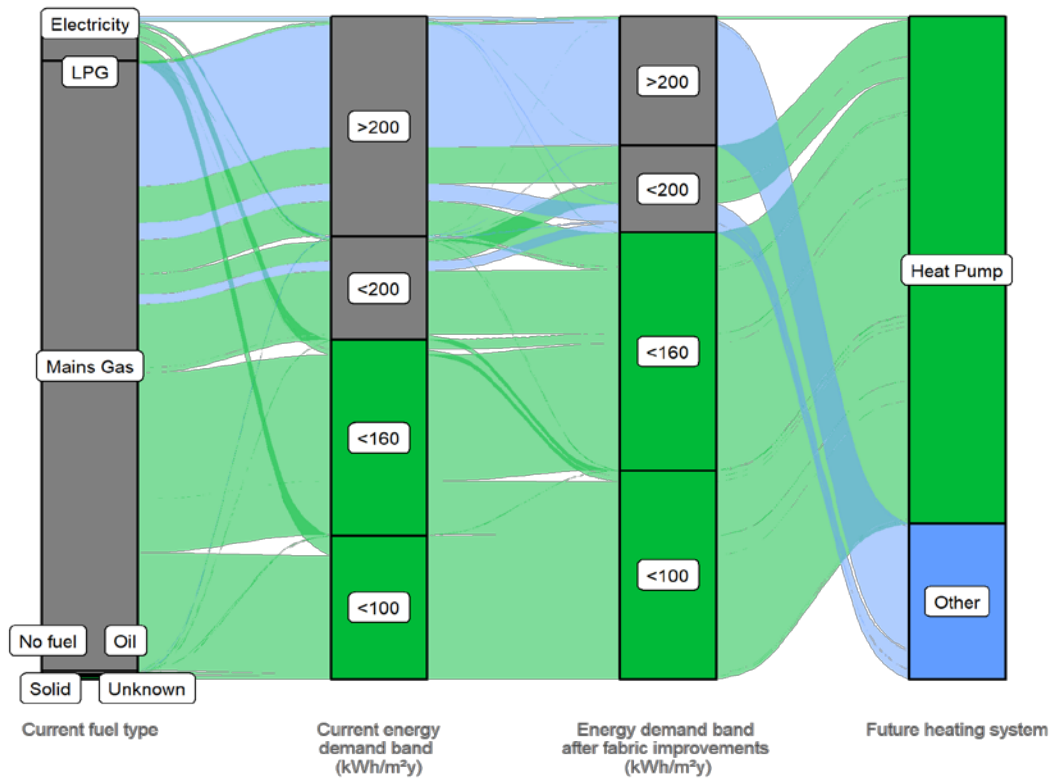 Electricity
LPG
Mains Gas
No fuel
Oil
Solid
Unknown
>200
<200
<160
<100
>200
<200
<160
<100
Heat Pump
Other
Current fuel type
Current energy
demand band
(kWh/m²y)
Energy demand band
after fabric improvements
(kWh/m²y)
Future heating system